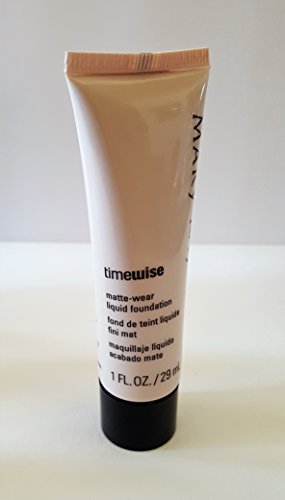 MARY
timewise
matte-wear
liquid foundation
fond de teint liquide
fini mat
maquillaje líquido
acabado mate
1 FL. OZ. / 29 mL